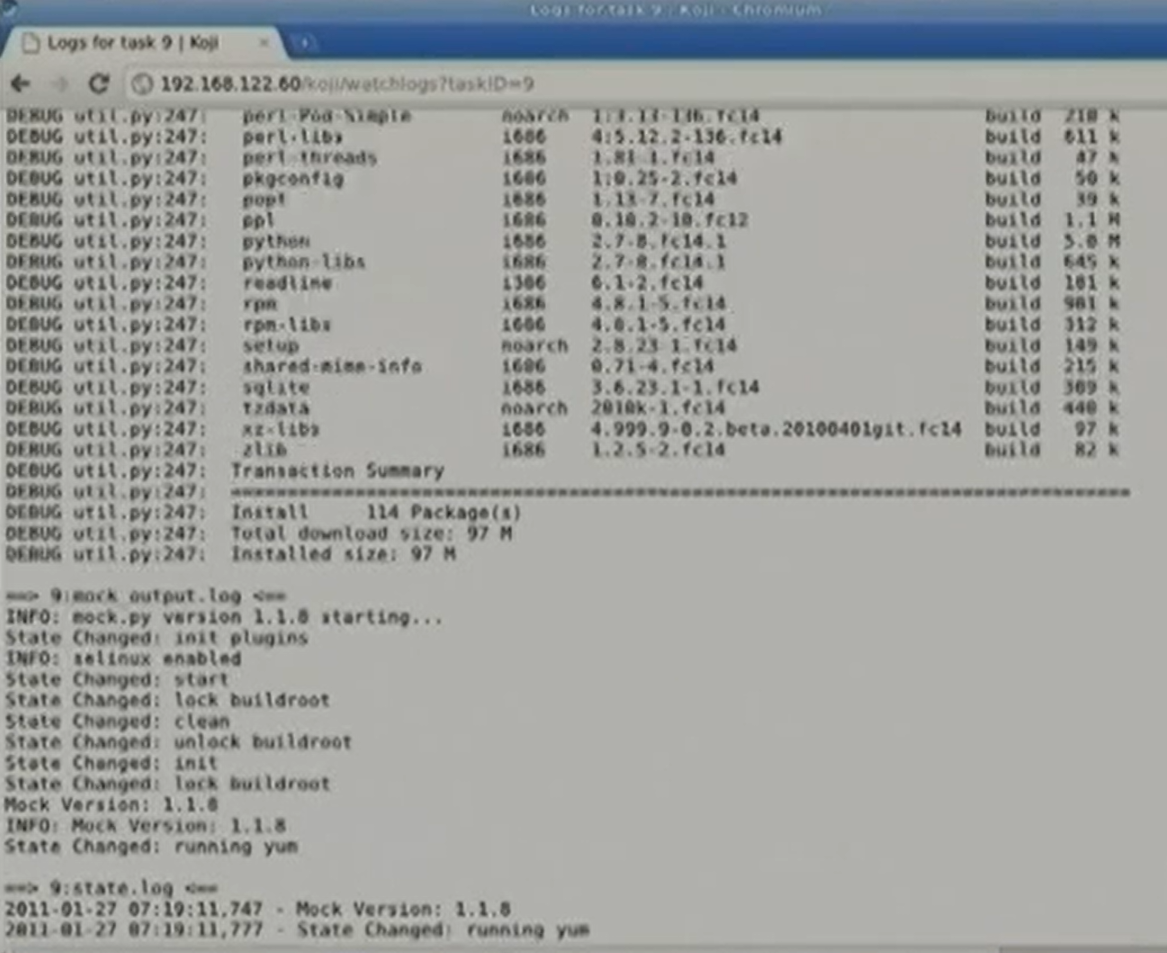 Logs for task 9 | Koji - Chromium
Logs for task 9 | Koji
192.168.122.60/koji/watchlogs?taskID=9
DEBUG util.py:247: perl-Pod-Simple noarch 1:3.13-136.fc14 build 210 k
DEBUG util.py:247: perl-libs i686 4:5.12.2-136.fc14 build 611 k
DEBUG util.py:247: perl-threads i686 1.81-1.fc14 build 47 k
DEBUG util.py:247: pkgconfig i686 1:0.25-2.fc14 build 50 k
DEBUG util.py:247: popt i686 1.13-7.fc14 build 39 k
DEBUG util.py:247: ppl i686 0.10.2-10.fc12 build 1.1 M
DEBUG util.py:247: python i686 2.7-8.fc14.1 build 5.0 M
DEBUG util.py:247: python-libs i686 2.7-8.fc14.1 build 645 k
DEBUG util.py:247: readline i386 6.1-2.fc14 build 181 k
DEBUG util.py:247: rpm i686 4.8.1-5.fc14 build 901 k
DEBUG util.py:247: rpm-libs i686 4.8.1-5.fc14 build 312 k
DEBUG util.py:247: setup noarch 2.8.23-1.fc14 build 149 k
DEBUG util.py:247: shared-mime-info i686 0.71-4.fc14 build 215 k
DEBUG util.py:247: sqlite i686 3.6.23.1-1.fc14 build 309 k
DEBUG util.py:247: tzdata noarch 2010k-1.fc14 build 440 k
DEBUG util.py:247: xz-libs i686 4.999.9-0.2.beta.20100401git.fc14 build 97 k
DEBUG util.py:247: zlib i686 1.2.5-2.fc14 build 82 k
DEBUG util.py:247: Transaction Summary
DEBUG util.py:247: ================================================================================
DEBUG util.py:247: Install 114 Package(s)
DEBUG util.py:247: Total download size: 97 M
DEBUG util.py:247: Installed size: 97 M
==> 9:mock output.log <==
INFO: mock.py version 1.1.8 starting...
State Changed: init plugins
INFO: selinux enabled
State Changed: start
State Changed: lock buildroot
State Changed: clean
State Changed: unlock buildroot
State Changed: init
State Changed: lock buildroot
Mock Version: 1.1.8
INFO: Mock Version: 1.1.8
State Changed: running yum
==> 9:state.log <==
2011-01-27 07:19:11,747 - Mock Version: 1.1.8
2011-01-27 07:19:11,777 - State Changed: running yum